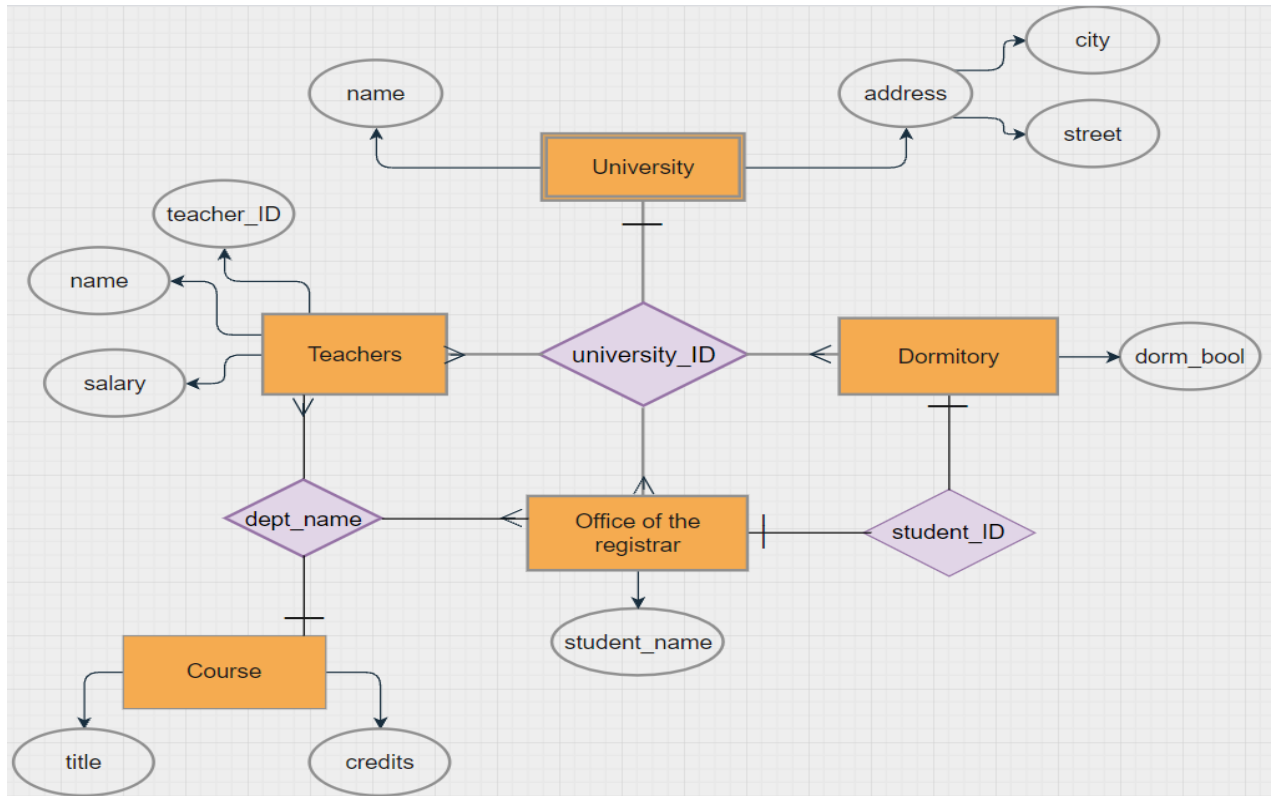 city
name
address
street
University
teacher_ID
name
Teachers
university_ID
Dormitory
dorm_bool
salary
dept_name
Office of the
registrar
student_ID
student_name
Course
title
credits